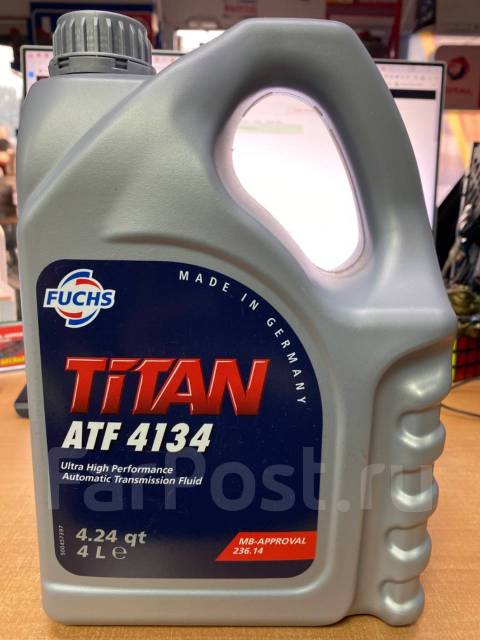 FUCHS
MADE IN GERMANY
TiTAN
ATF 4134
Ultra High Performance
Automatic Transmission Fluid
4.24 qt
4 L e
MB-APPROVAL
236.14
FarPost.ru
TOTAL